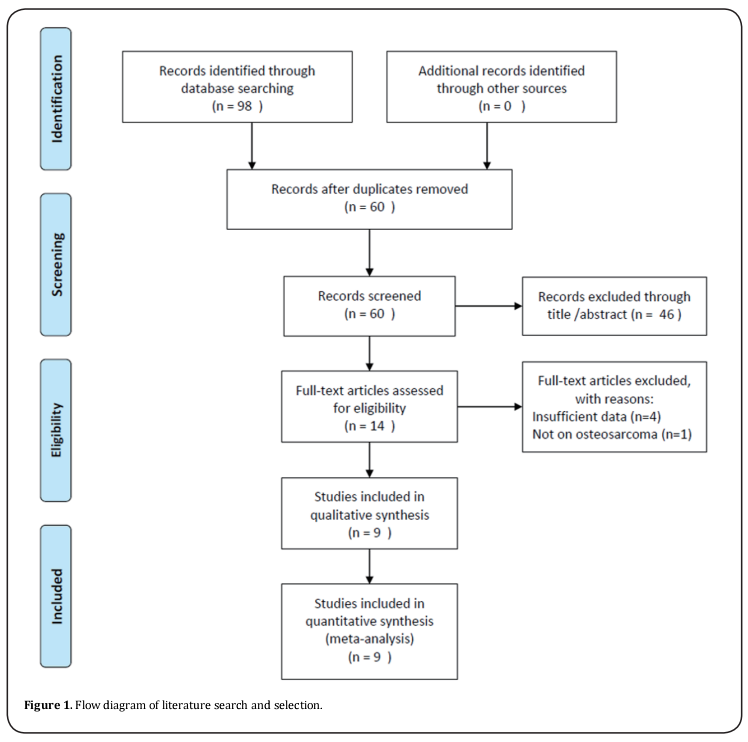 Identification
Records identified through
database searching
(n = 98 )
Additional records identified
through other sources
(n = 0 )
Records after duplicates removed
(n = 60 )
Screening
Records screened
(n = 60 )
Records excluded through
title /abstract (n = 46 )
Eligibility
Full-text articles assessed
for eligibility
(n = 14 )
Full-text articles excluded,
with reasons:
Insufficient data (n=4)
Not on osteosarcoma (n=1)
Studies included in
qualitative synthesis
(n = 9 )
Included
Studies included in
quantitative synthesis
(meta-analysis)
(n = 9 )
Figure 1. Flow diagram of literature search and selection.